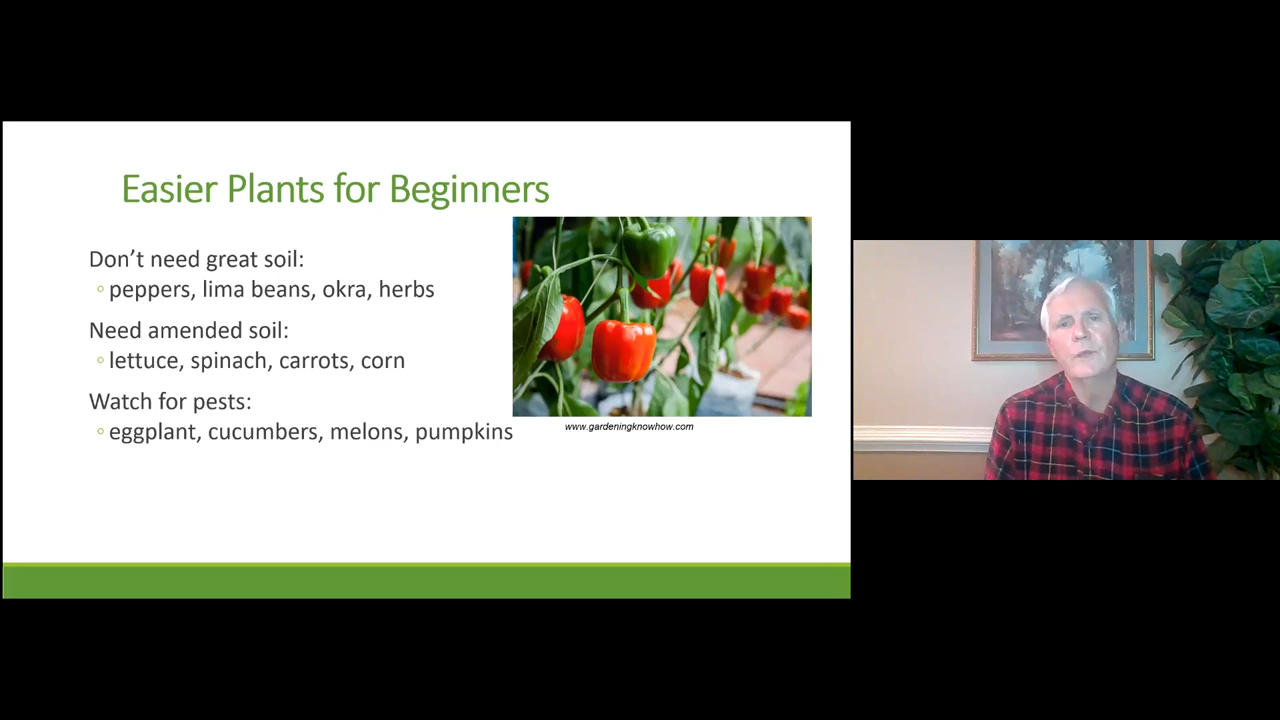 Easier Plants for Beginners
Don’t need great soil:
◦ peppers, lima beans, okra, herbs
Need amended soil:
◦ lettuce, spinach, carrots, corn
Watch for pests:
◦ eggplant, cucumbers, melons, pumpkins
www.gardeningknowhow.com